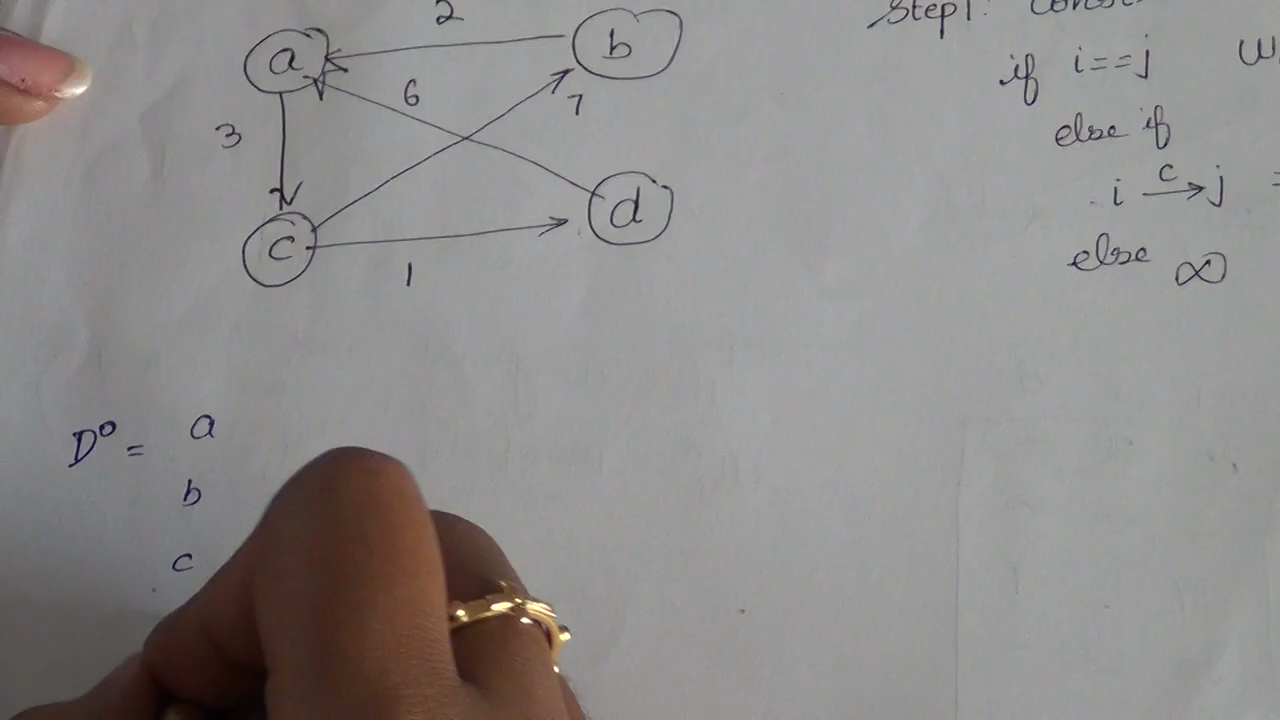 2
a
b
6
7
3
d
c
1
Step1:
if i==j
else if
i c→ j =
else ∞
D⁰ = a
b
c